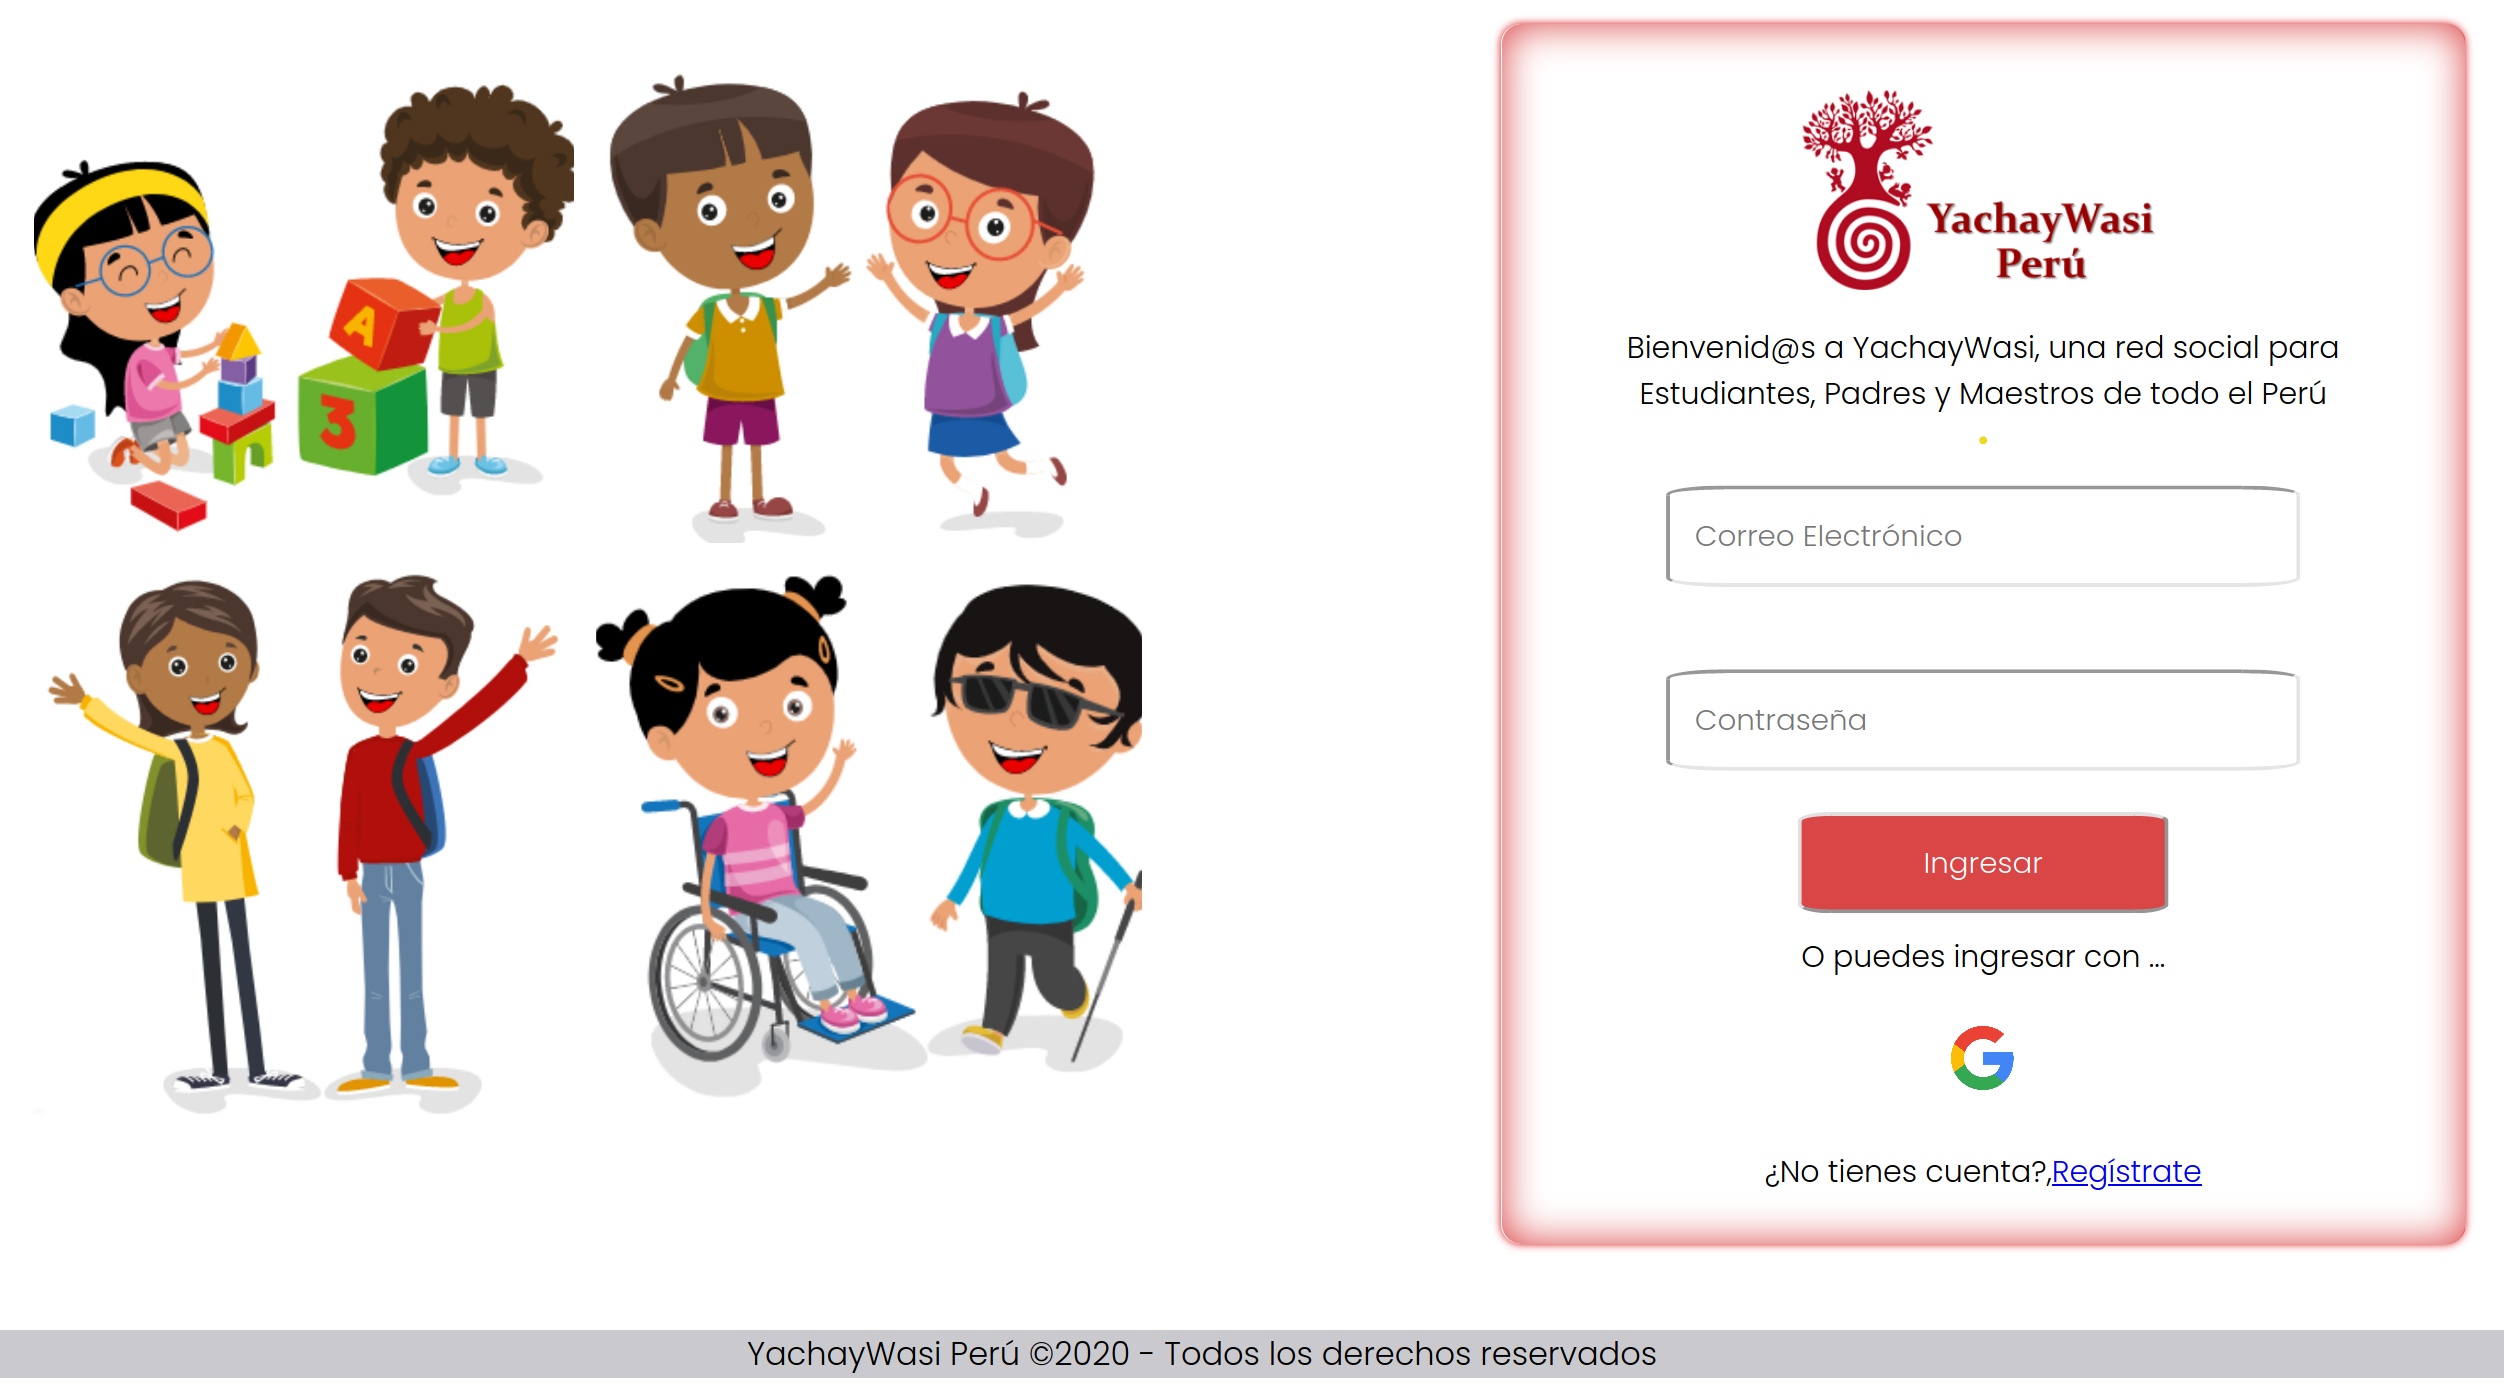 A
3
YachayWasi
Perú
Bienvenid@s a YachayWasi, una red social para
Estudiantes, Padres y Maestros de todo el Perú
Correo Electrónico
Contraseña
Ingresar
O puedes ingresar con ...
G
¿No tienes cuenta?,Regístrate
YachayWasi Perú ©2020 - Todos los derechos reservados